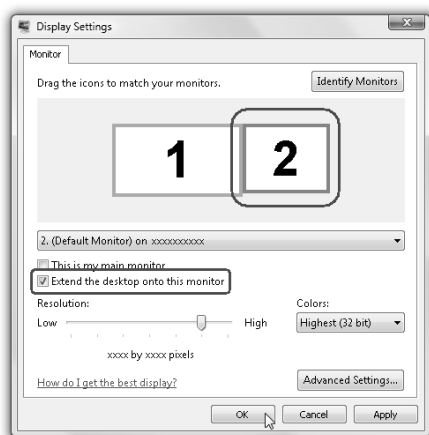 Display Settings
Monitor
Drag the icons to match your monitors.
Identify Monitors
1 2
2. (Default Monitor) on xxxxxxxxxx
This is my main monitor
Extend the desktop onto this monitor
Resolution:
Colors:
Low High
Highest (32 bit)
xxxx by xxxx pixels
How do I get the best display?
Advanced Settings...
OK Cancel Apply